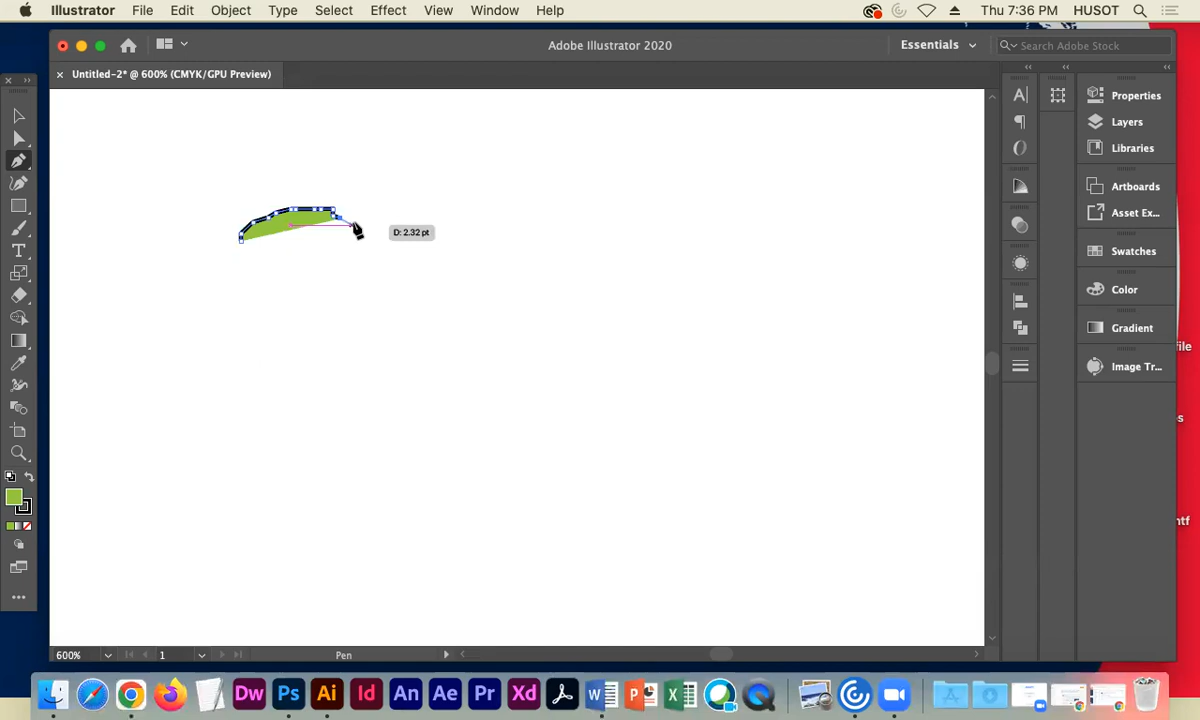 Illustrator File Edit Object Type Select Effect View Window Help Thu 7:36 PM HUSOT
Adobe Illustrator 2020
Essentials
Search Adobe Stock
× Untitled-2* @ 600% (CMYK/GPU Preview)
Properties
Layers
Libraries
Artboards
Asset Ex...
Swatches
Color
Gradient
Image Tr...
D: 2.32 pt
file
s
ntf
600%
1
Pen
Dw Ps Ai Id An Ae Pr Xd W P X